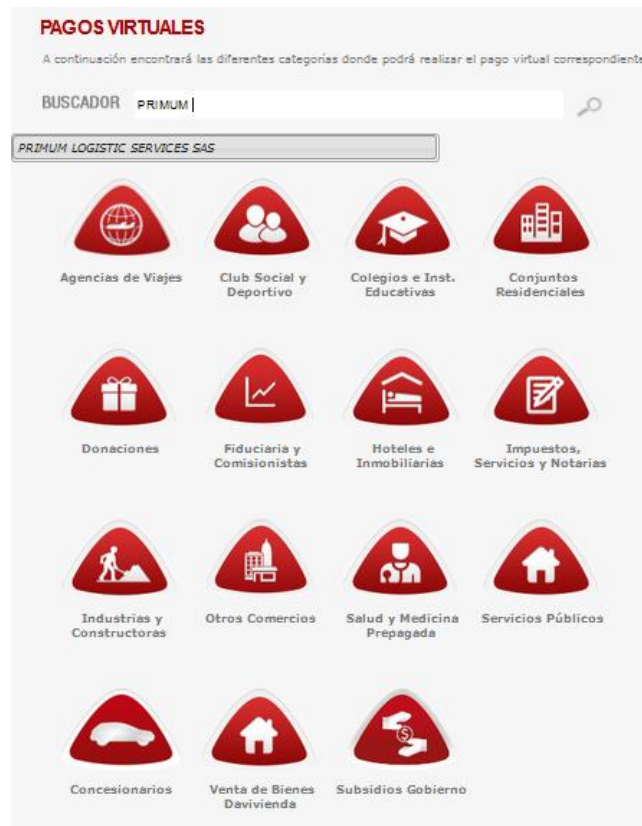 PAGOS VIRTUALES
A continuación encontrará las diferentes categorías donde podrá realizar el pago virtual correspondiente
BUSCADOR PRIMUM
PRIMUM LOGISTIC SERVICES SAS
Agencias de Viajes
Club Social y
Deportivo
Colegios e Inst.
Educativas
Conjuntos
Residenciales
Donaciones
Fiduciaria y
Comisionistas
Hoteles e
Inmobiliarias
Impuestos,
Servicios y Notarias
Industrias y
Constructoras
Otros Comercios
Salud y Medicina
Prepagada
Servicios Públicos
Concesionarios
Venta de Bienes
Davivienda
$
Subsidios Gobierno